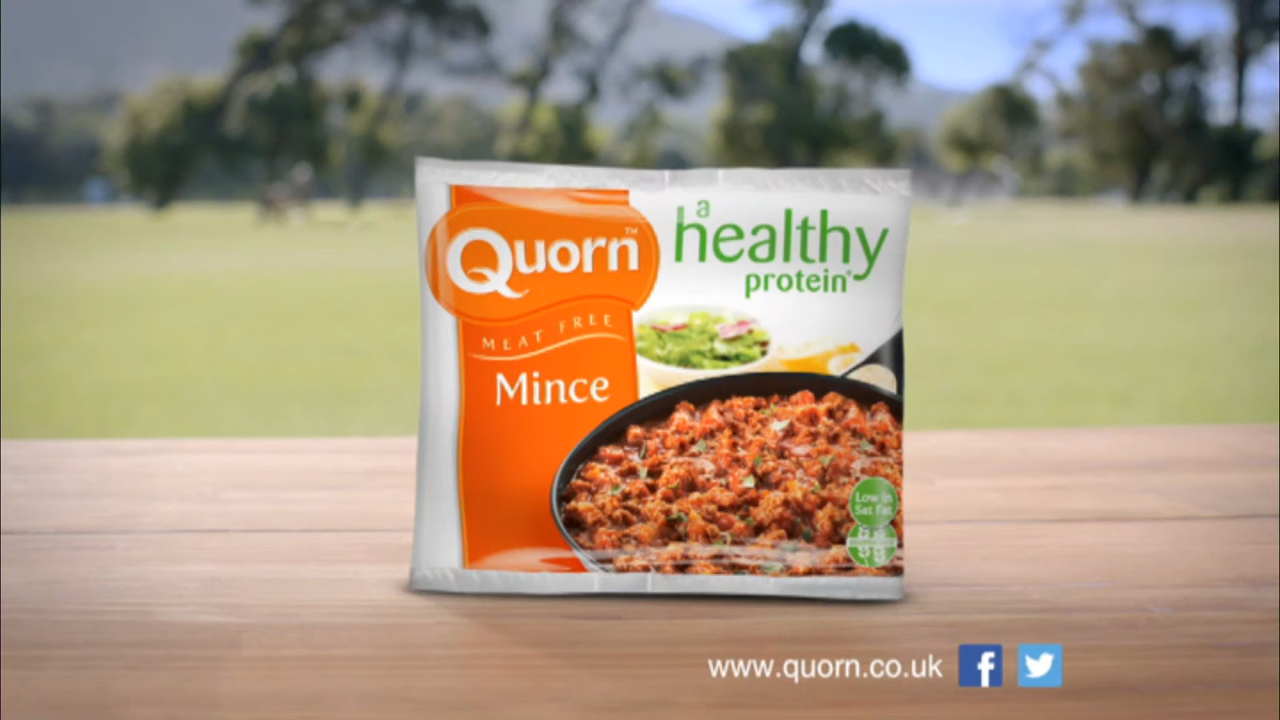 Quorn™
MEAT FREE
Mince
a
healthy
protein
Low in
Sat Fat
www.quorn.co.uk